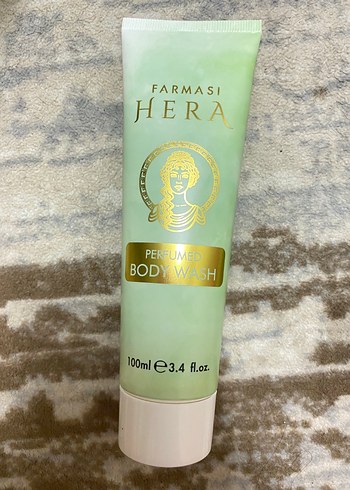 FARMASI
HERA
PERFUMED
BODY WASH
100ml ℮ 3.4 fl.oz.